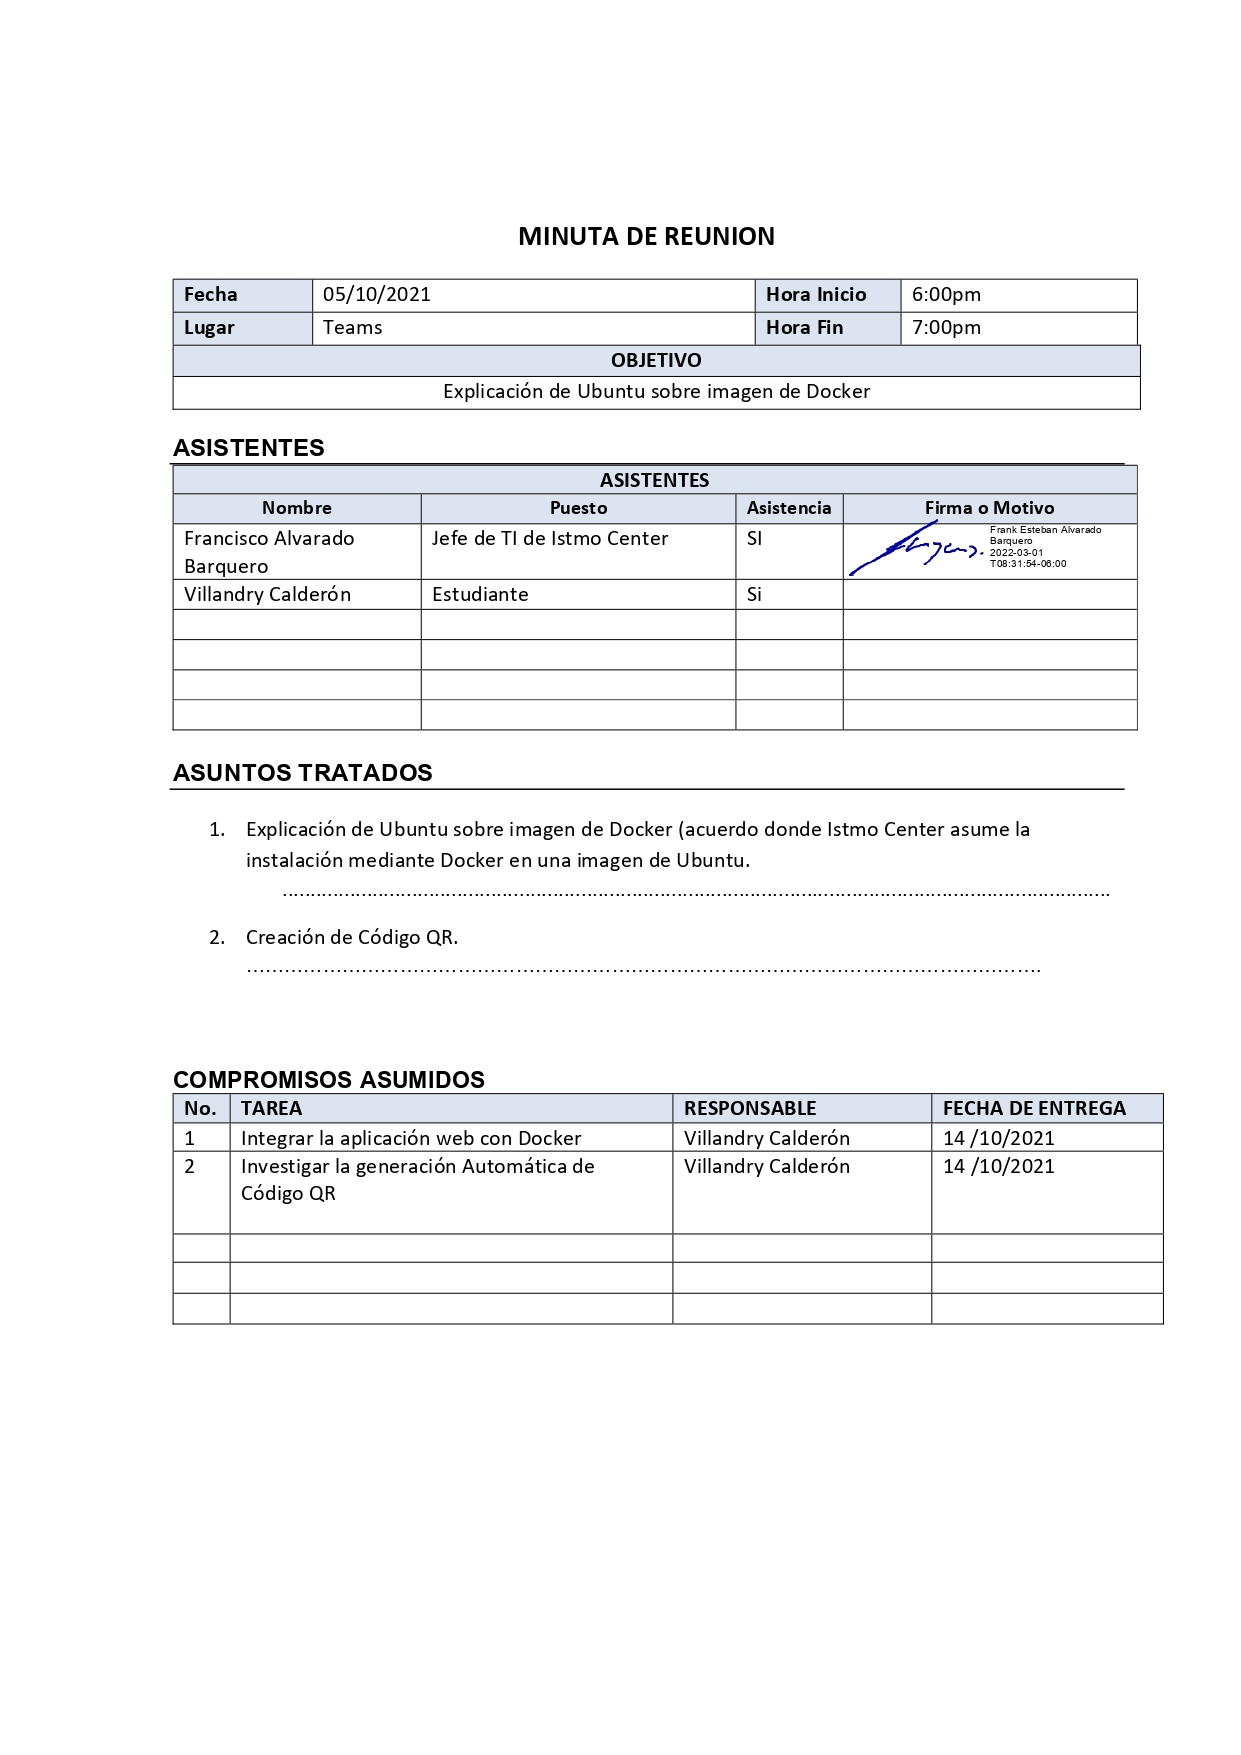 MINUTA DE REUNION
Fecha 05/10/2021 Hora Inicio 6:00pm
Lugar Teams Hora Fin 7:00pm
OBJETIVO
Explicación de Ubuntu sobre imagen de Docker
ASISTENTES
ASISTENTES
Nombre Puesto Asistencia Firma o Motivo
Francisco Alvarado Jefe de TI de Istmo Center SI
Barquero
Frank Esteban Alvarado
Barquero
2022-03-01
T08:31:54-06:00
Villandry Calderón Estudiante Si
ASUNTOS TRATADOS
1. Explicación de Ubuntu sobre imagen de Docker (acuerdo donde Istmo Center asume la
instalación mediante Docker en una imagen de Ubuntu.
2. Creación de Código QR.
COMPROMISOS ASUMIDOS
No. TAREA RESPONSABLE FECHA DE ENTREGA
1 Integrar la aplicación web con Docker Villandry Calderón 14 /10/2021
2 Investigar la generación Automática de Villandry Calderón 14 /10/2021
Código QR